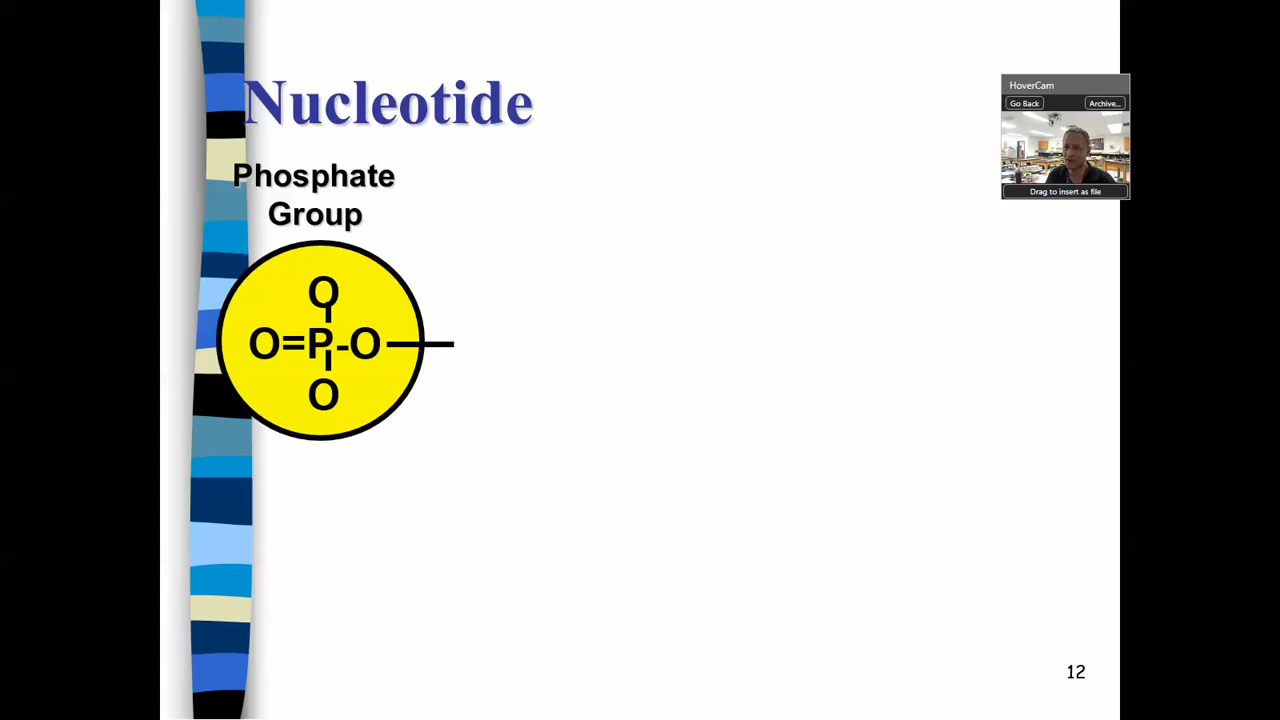 Nucleotide
HoverCam
Go Back Archive...
Drag to insert as file
Phosphate
Group
O
O=P-O
O
12